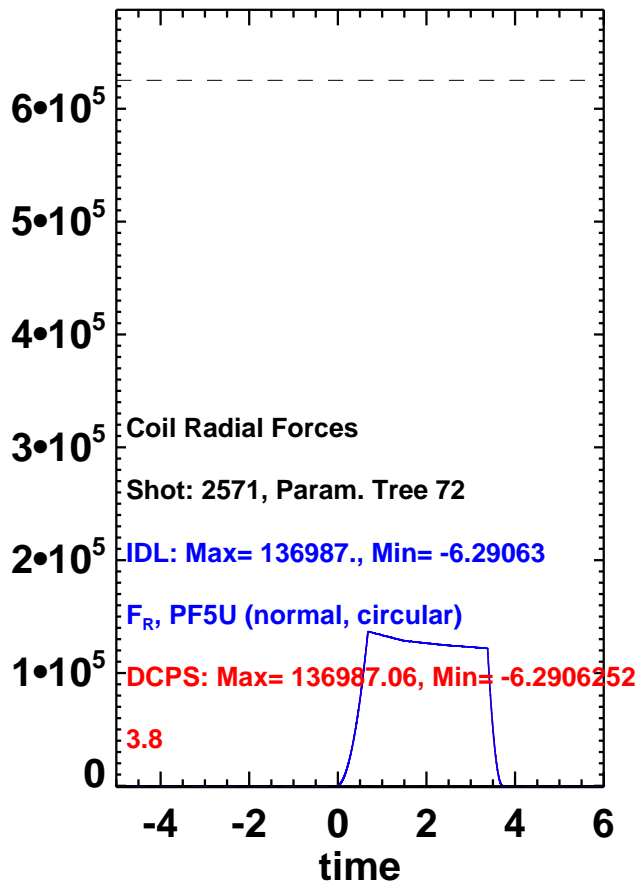 6•10⁵
5•10⁵
4•10⁵
3•10⁵
Coil Radial Forces
Shot: 2571, Param. Tree 72
2•10⁵
IDL: Max= 136987., Min= -6.29063
F_R, PF5U (normal, circular)
1•10⁵
DCPS: Max= 136987.06, Min= -6.2906252
3.8
0
-4 -2 0 2 4 6
time